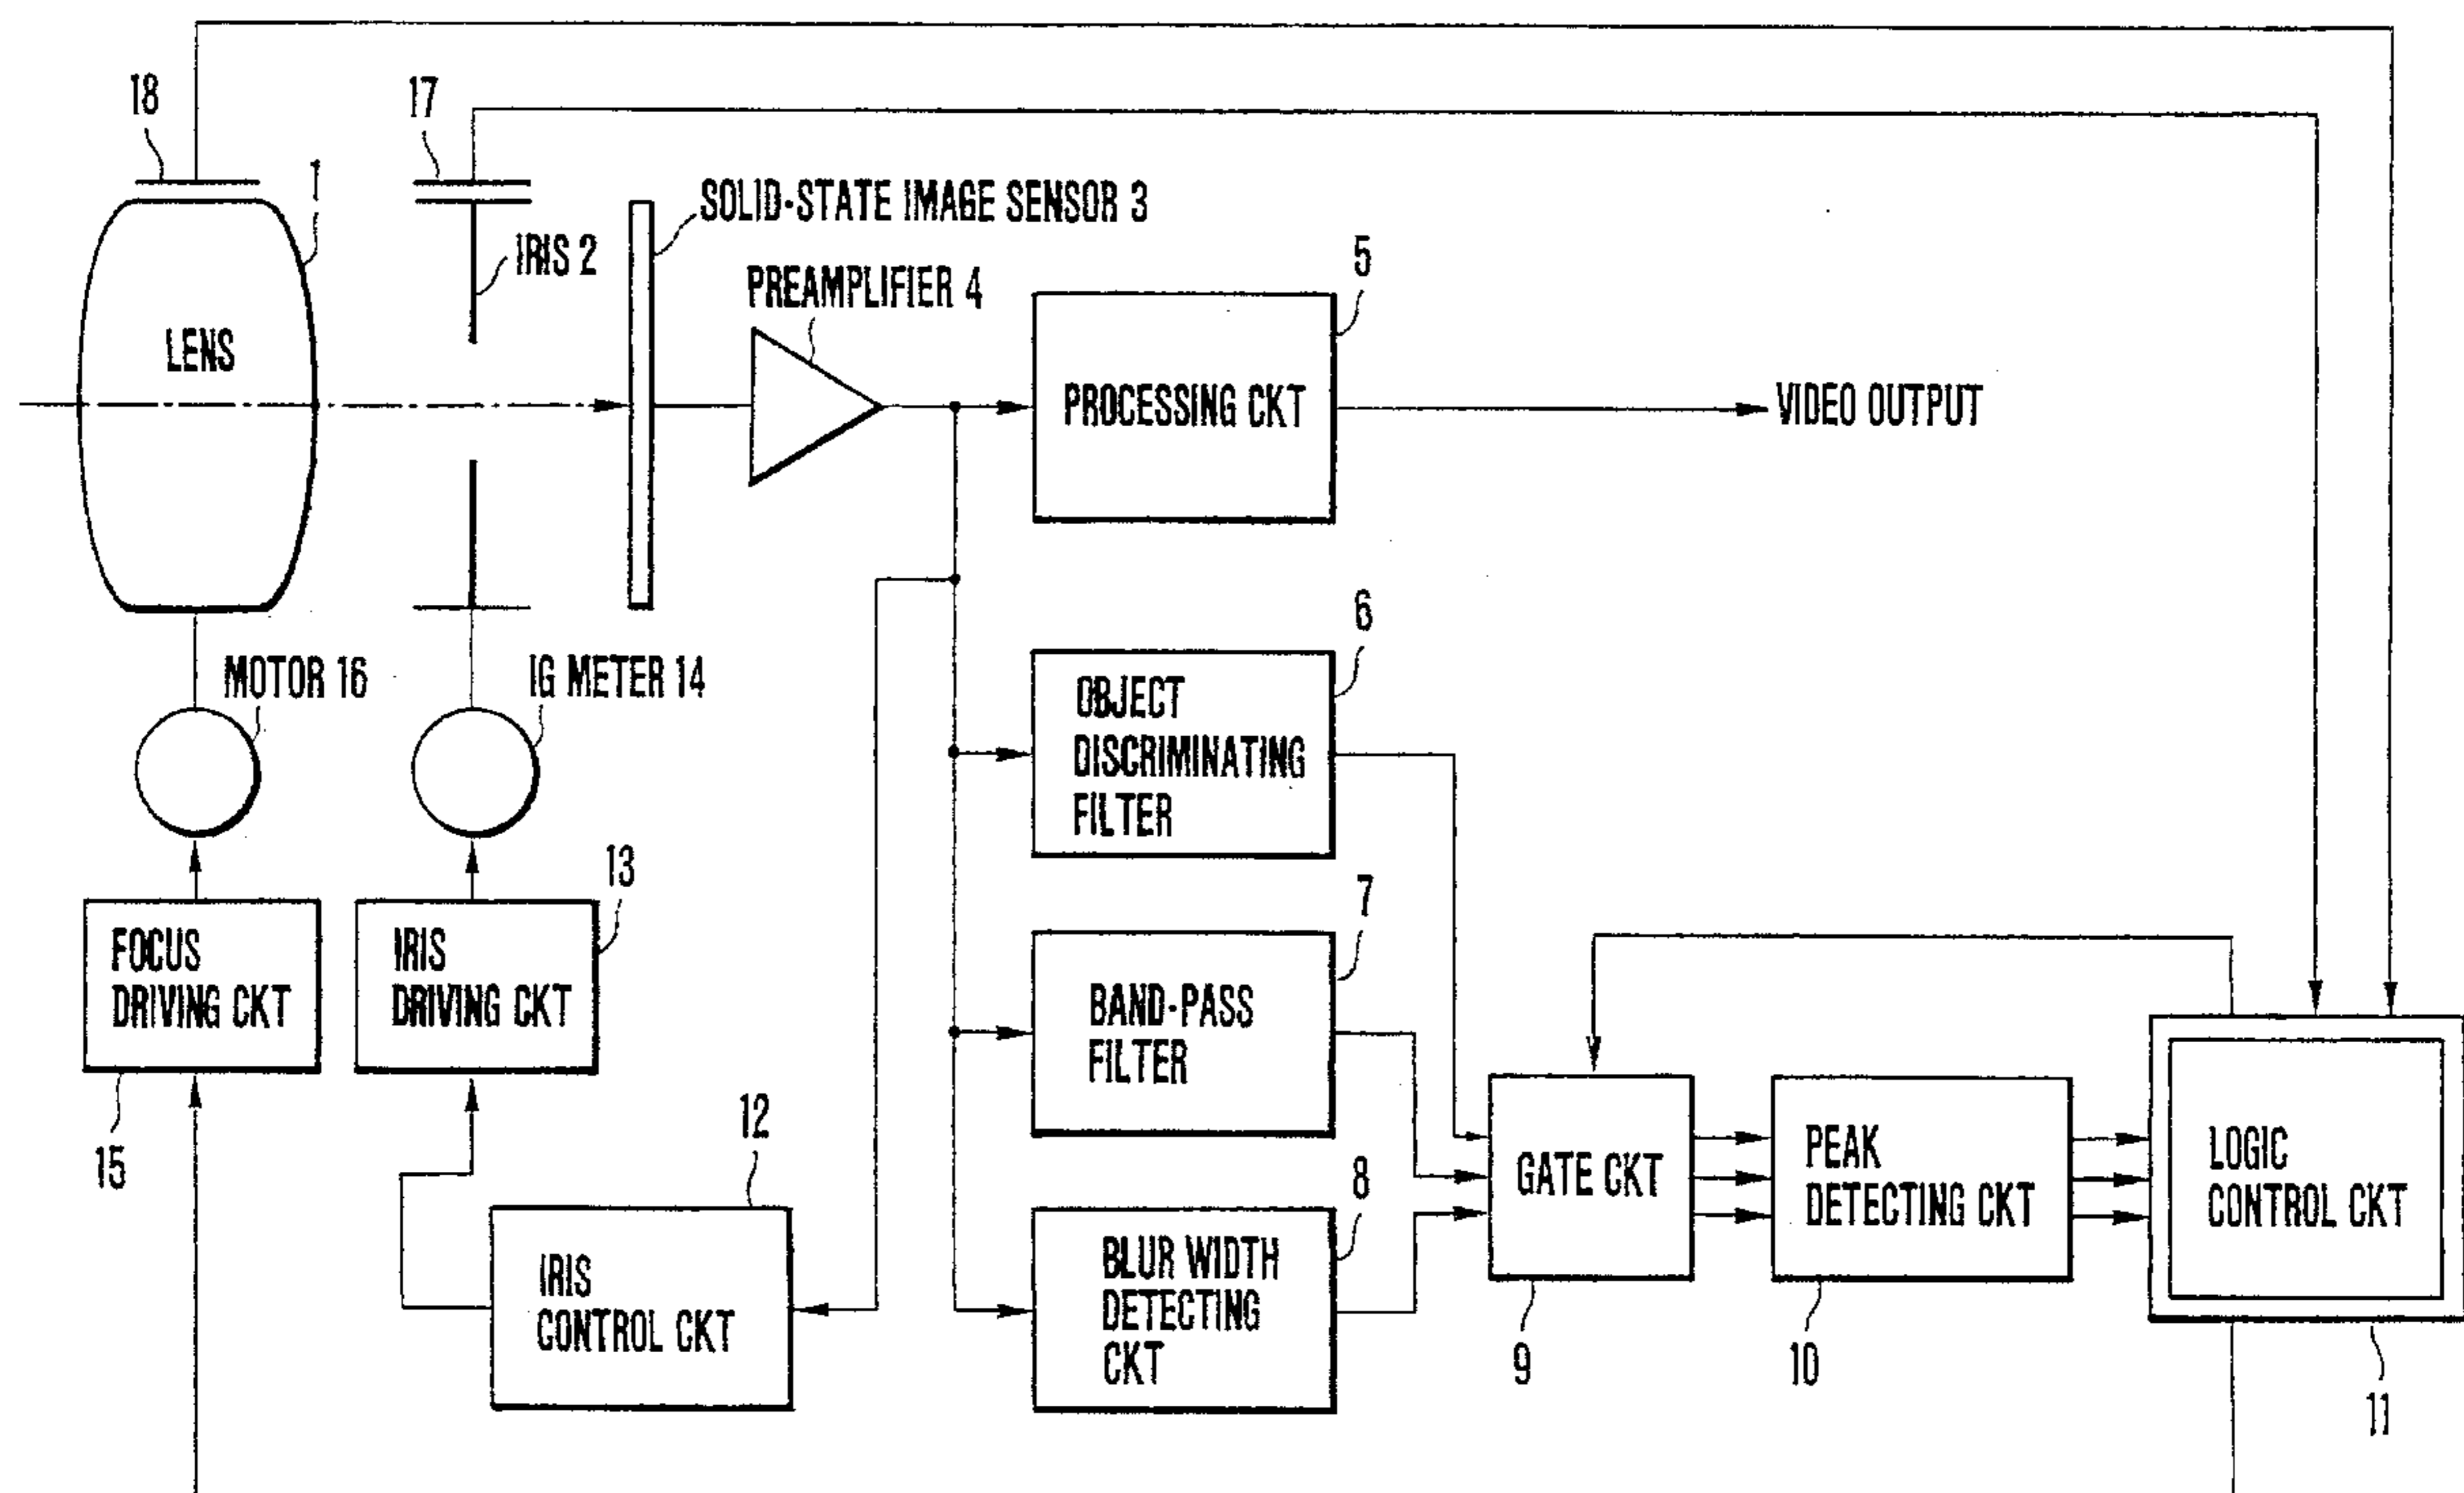 18
17
1
SOLID-STATE IMAGE SENSOR 3
IRIS 2
PREAMPLIFIER 4
5
LENS
PROCESSING CKT
VIDEO OUTPUT
6
MOTOR 16
IG METER 14
OBJECT
DISCRIMINATING
FILTER
13
7
FOCUS
DRIVING CKT
IRIS
DRIVING CKT
BAND-PASS
FILTER
15
12
8
GATE CKT
PEAK
DETECTING CKT
LOGIC
CONTROL CKT
IRIS
CONTROL CKT
BLUR WIDTH
DETECTING
CKT
9
10
11